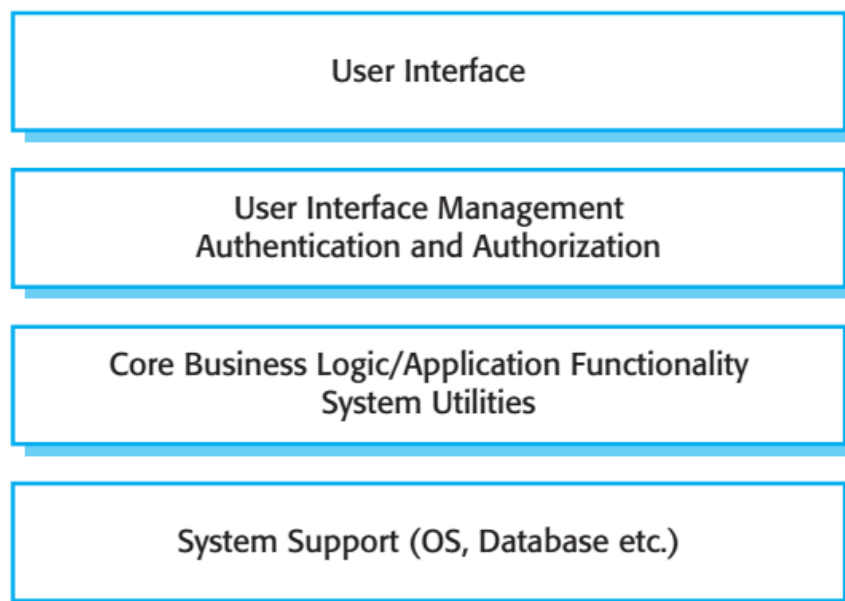 User Interface
User Interface Management
Authentication and Authorization
Core Business Logic/Application Functionality
System Utilities
System Support (OS, Database etc.)